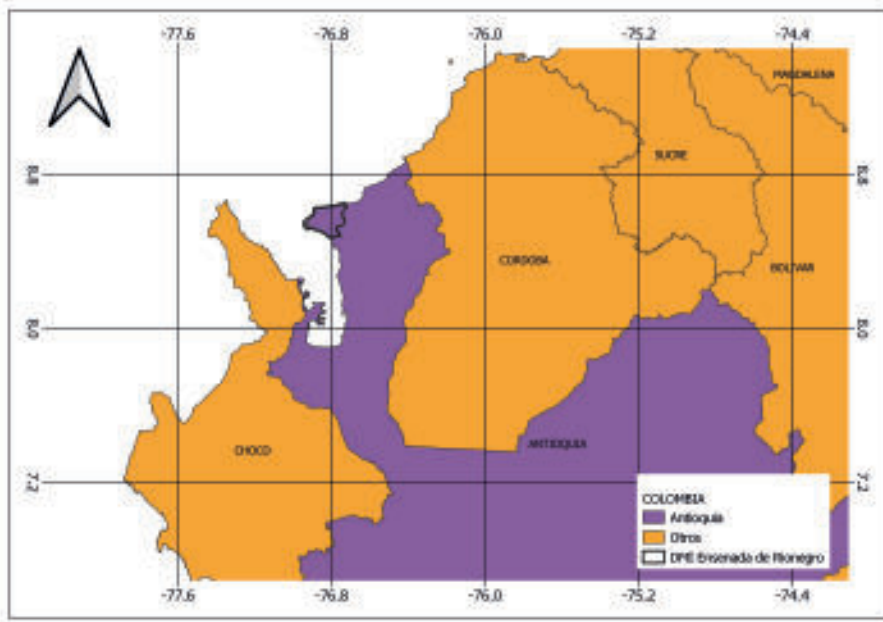 -77.6 -76.8 -76.0 -75.2 -74.4
MAGDALENA
8.8 8.8
SUCRE
CORDOBA
BOLIVAR
8.0 8.0
CHOCO
ANTIOQUIA
7.2 7.2
COLOMBIA
Antioquia
Otros
DMI Ensenada de Rionegro
-77.6 -76.8 -76.0 -75.2 -74.4